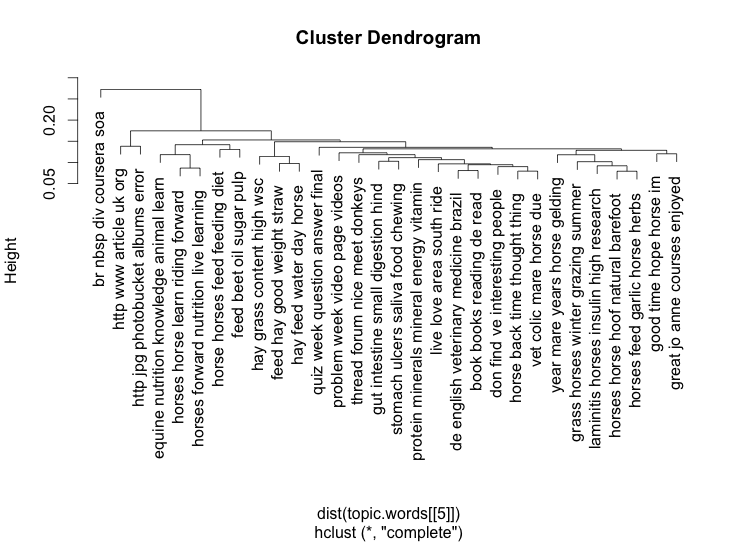 Cluster Dendrogram
Height
0.20
0.05
br nbsp div coursera soa
http www article uk org
http jpg photobucket albums error
equine nutrition knowledge animal learn
horses horse learn riding forward
horses forward nutrition live learning
horse horses feed feeding diet
feed beet oil sugar pulp
hay grass content high wsc
feed hay good weight straw
hay feed water day horse
quiz week question answer final
problem week video page videos
thread forum nice meet donkeys
gut intestine small digestion hind
stomach ulcers saliva food chewing
protein minerals mineral energy vitamin
live love area south ride
de english veterinary medicine brazil
book books reading de read
don find ve interesting people
horse back time thought thing
vet colic mare horse due
year mare years horse gelding
grass horses winter grazing summer
laminitis horses insulin high research
horses horse hoof natural barefoot
horses feed garlic horse herbs
good time hope horse im
great jo anne courses enjoyed
dist(topic.words[[5]])
hclust (*, "complete")